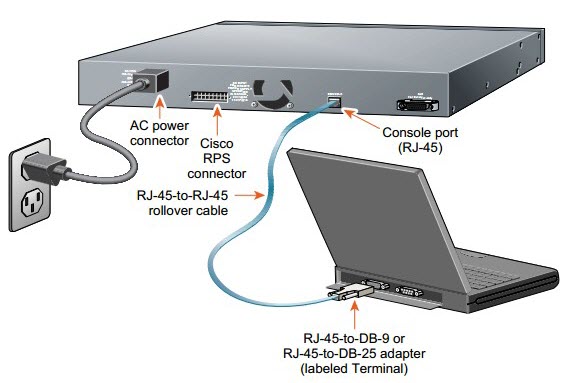 AC power
connector
Cisco
RPS
connector
Console port
(RJ-45)
RJ-45-to-RJ-45
rollover cable
RJ-45-to-DB-9 or
RJ-45-to-DB-25 adapter
(labeled Terminal)